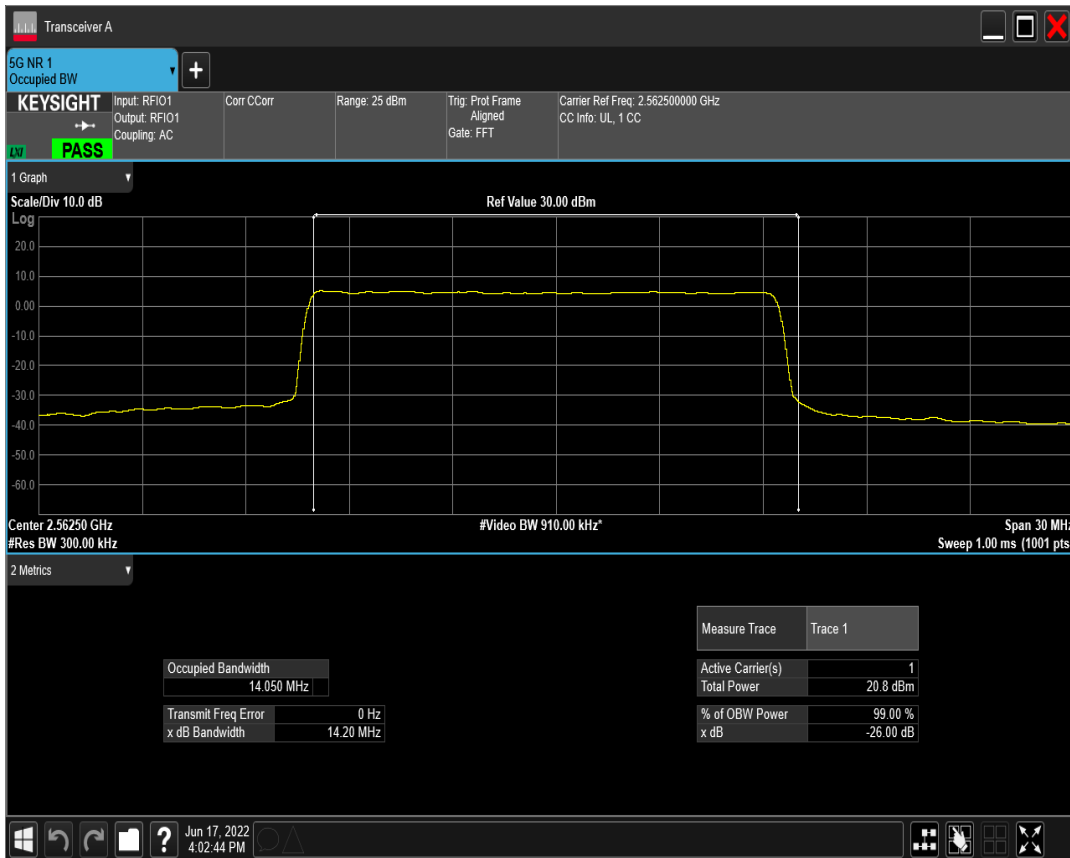 Transceiver A
5G NR 1
Occupied BW
+
KEYSIGHT
LXI
PASS
Input: RFIO1
Output: RFIO1
Coupling: AC
Corr CCorr
Range: 25 dBm
Trig: Prot Frame
Aligned
Gate: FFT
Carrier Ref Freq: 2.562500000 GHz
CC Info: UL, 1 CC
1 Graph
Scale/Div 10.0 dB
Ref Value 30.00 dBm
Log
20.0
10.0
0.00
-10.0
-20.0
-30.0
-40.0
-50.0
-60.0
Center 2.56250 GHz
#Video BW 910.00 kHz*
Span 30 MHz
#Res BW 300.00 kHz
Sweep 1.00 ms (1001 pts
2 Metrics
Measure Trace Trace 1
Occupied Bandwidth
14.050 MHz
Active Carrier(s) 1
Total Power 20.8 dBm
Transmit Freq Error 0 Hz
x dB Bandwidth 14.20 MHz
% of OBW Power 99.00 %
x dB -26.00 dB
?
Jun 17, 2022
4:02:44 PM